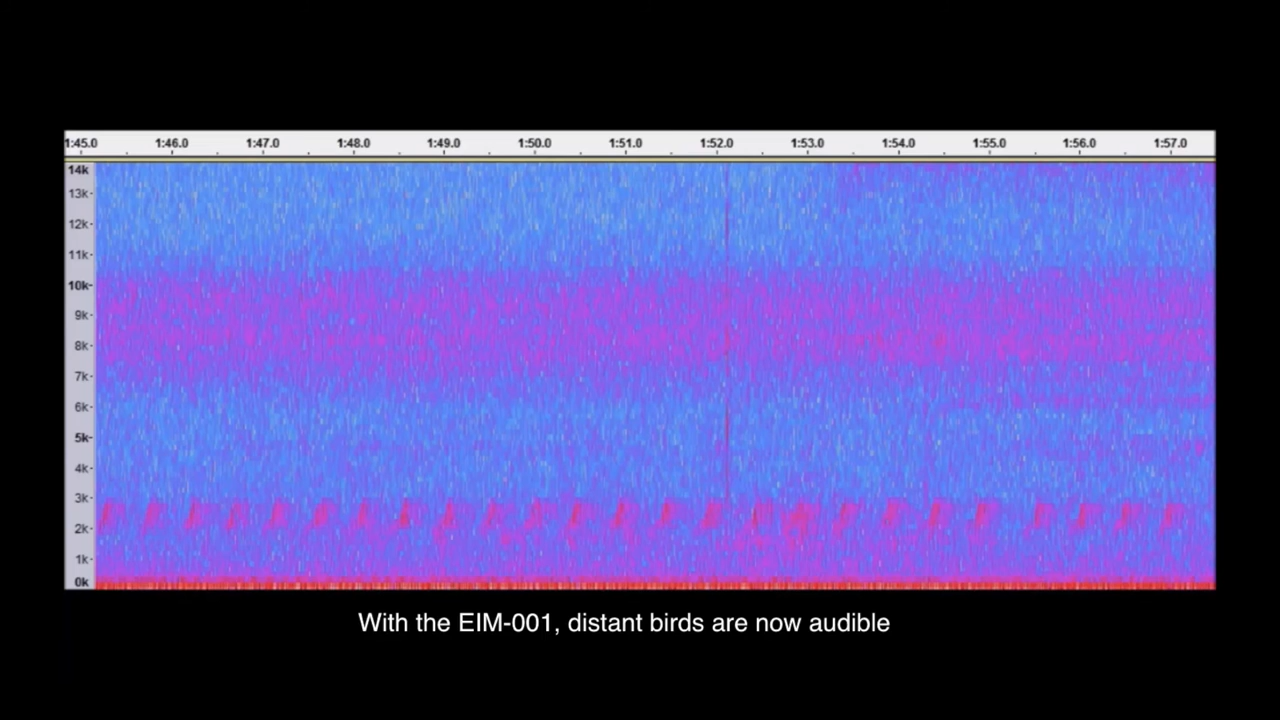 1:45.0 1:46.0 1:47.0 1:48.0 1:49.0 1:50.0 1:51.0 1:52.0 1:53.0 1:54.0 1:55.0 1:56.0 1:57.0
14k
13k
12k
11k
10k
9k
8k
7k
6k
5k
4k
3k
2k
1k
0k
With the EIM-001, distant birds are now audible